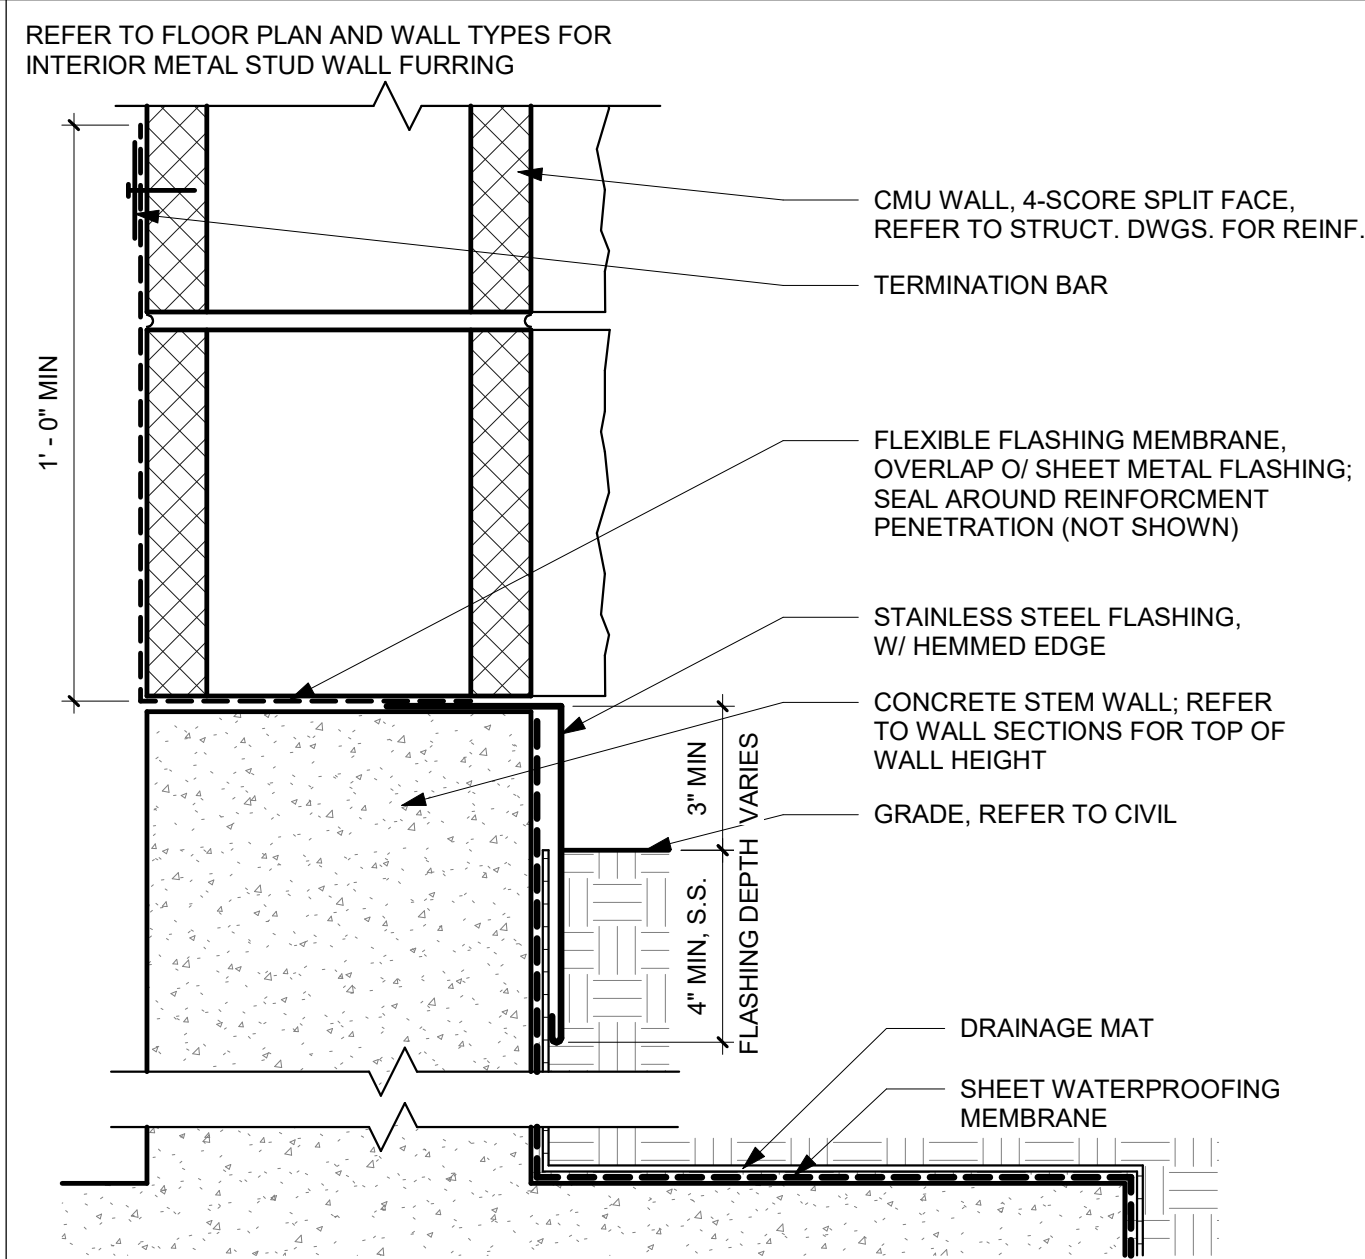 REFER TO FLOOR PLAN AND WALL TYPES FOR
INTERIOR METAL STUD WALL FURRING
1' - 0" MIN
CMU WALL, 4-SCORE SPLIT FACE,
REFER TO STRUCT. DWGS. FOR REINF.
TERMINATION BAR
FLEXIBLE FLASHING MEMBRANE,
OVERLAP O/ SHEET METAL FLASHING;
SEAL AROUND REINFORCMENT
PENETRATION (NOT SHOWN)
STAINLESS STEEL FLASHING,
W/ HEMMED EDGE
CONCRETE STEM WALL; REFER
TO WALL SECTIONS FOR TOP OF
WALL HEIGHT
GRADE, REFER TO CIVIL
3" MIN
4" MIN, S.S.
FLASHING DEPTH VARIES
DRAINAGE MAT
SHEET WATERPROOFING
MEMBRANE